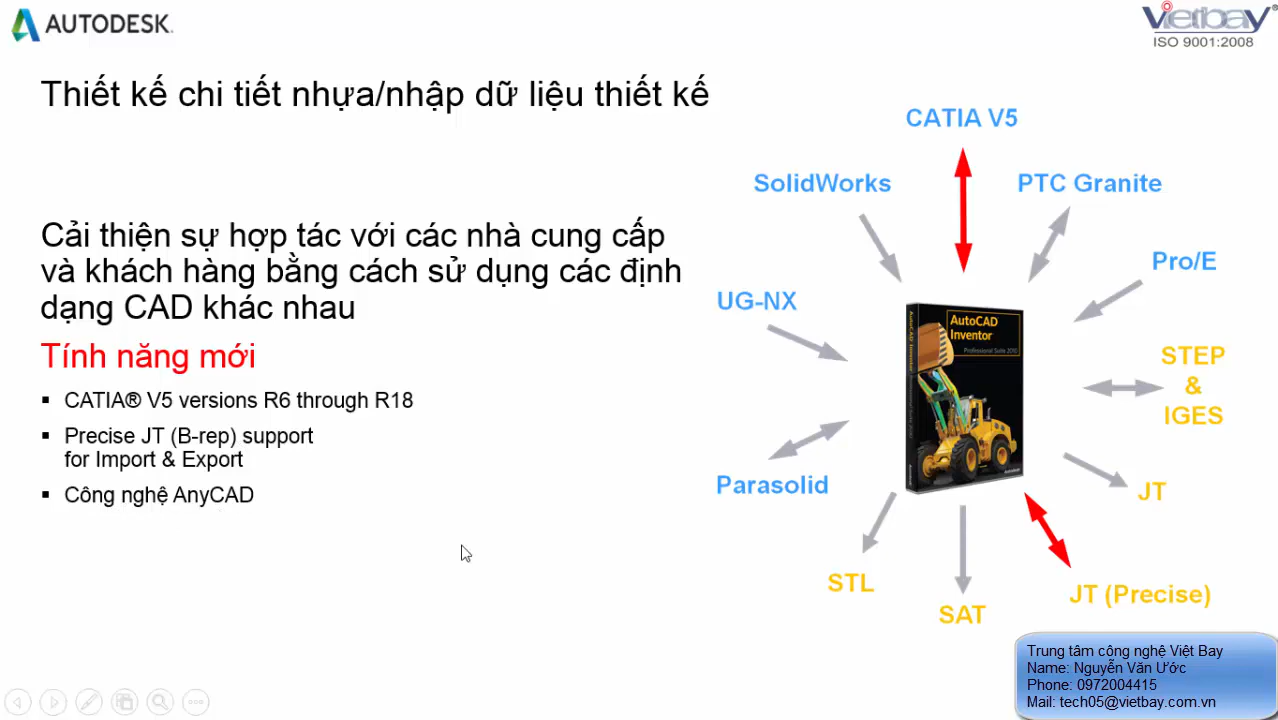 AUTODESK.
Vietbay®
ISO 9001:2008
Thiết kế chi tiết nhựa/nhập dữ liệu thiết kế
Cải thiện sự hợp tác với các nhà cung cấp
và khách hàng bằng cách sử dụng các định
dạng CAD khác nhau
Tính năng mới
▪ CATIA® V5 versions R6 through R18
▪ Precise JT (B-rep) support
for Import & Export
▪ Công nghệ AnyCAD
CATIA V5
SolidWorks
PTC Granite
Pro/E
UG-NX
AutoCAD
Inventor
Professional Suite 2010
STEP
&
IGES
Parasolid
JT
STL
SAT
JT (Precise)
Trung tâm công nghệ Việt Bay
Name: Nguyễn Văn Ước
Phone: 0972004415
Mail: tech05@vietbay.com.vn